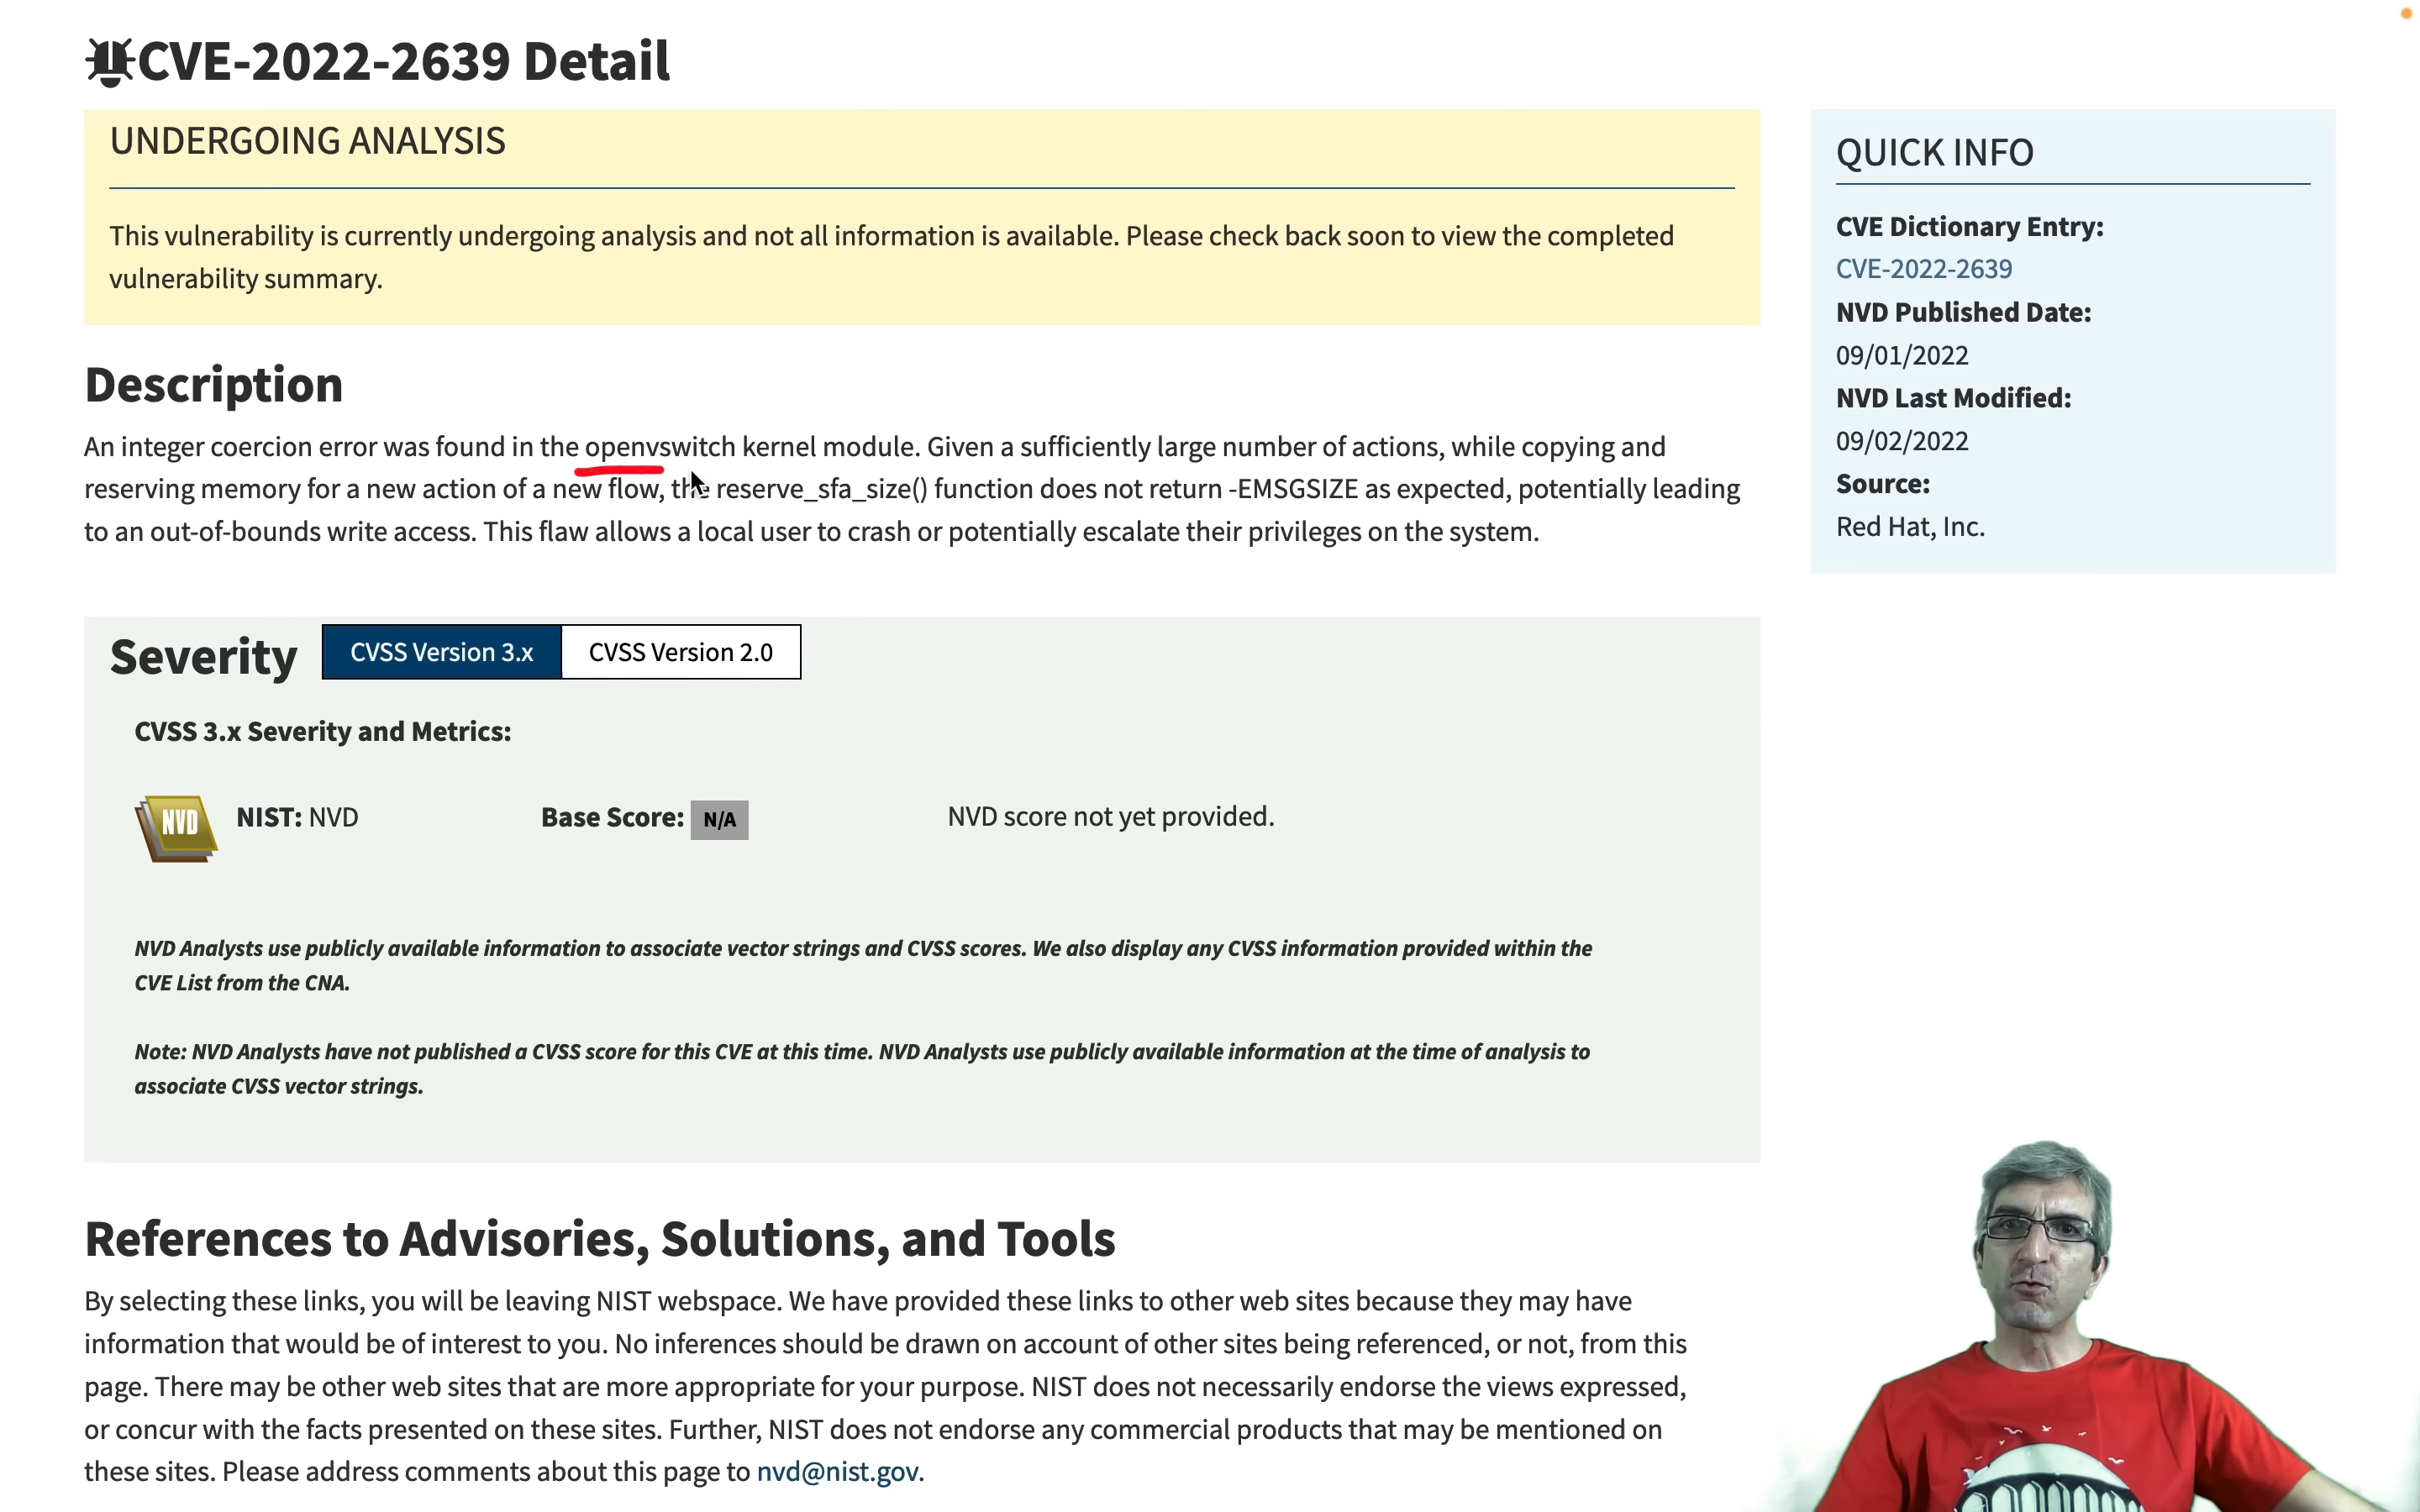 CVE-2022-2639 Detail
UNDERGOING ANALYSIS
This vulnerability is currently undergoing analysis and not all information is available. Please check back soon to view the completed
vulnerability summary.
Description
An integer coercion error was found in the openvswitch kernel module. Given a sufficiently large number of actions, while copying and
reserving memory for a new action of a new flow, the reserve_sfa_size() function does not return -EMSGSIZE as expected, potentially leading
to an out-of-bounds write access. This flaw allows a local user to crash or potentially escalate their privileges on the system.
QUICK INFO
CVE Dictionary Entry:
CVE-2022-2639
NVD Published Date:
09/01/2022
NVD Last Modified:
09/02/2022
Source:
Red Hat, Inc.
Severity CVSS Version 3.x CVSS Version 2.0
CVSS 3.x Severity and Metrics:
NVD NIST: NVD Base Score: N/A NVD score not yet provided.
NVD Analysts use publicly available information to associate vector strings and CVSS scores. We also display any CVSS information provided within the
CVE List from the CNA.
Note: NVD Analysts have not published a CVSS score for this CVE at this time. NVD Analysts use publicly available information at the time of analysis to
associate CVSS vector strings.
References to Advisories, Solutions, and Tools
By selecting these links, you will be leaving NIST webspace. We have provided these links to other web sites because they may have
information that would be of interest to you. No inferences should be drawn on account of other sites being referenced, or not, from this
page. There may be other web sites that are more appropriate for your purpose. NIST does not necessarily endorse the views expressed,
or concur with the facts presented on these sites. Further, NIST does not endorse any commercial products that may be mentioned on
these sites. Please address comments about this page to nvd@nist.gov.